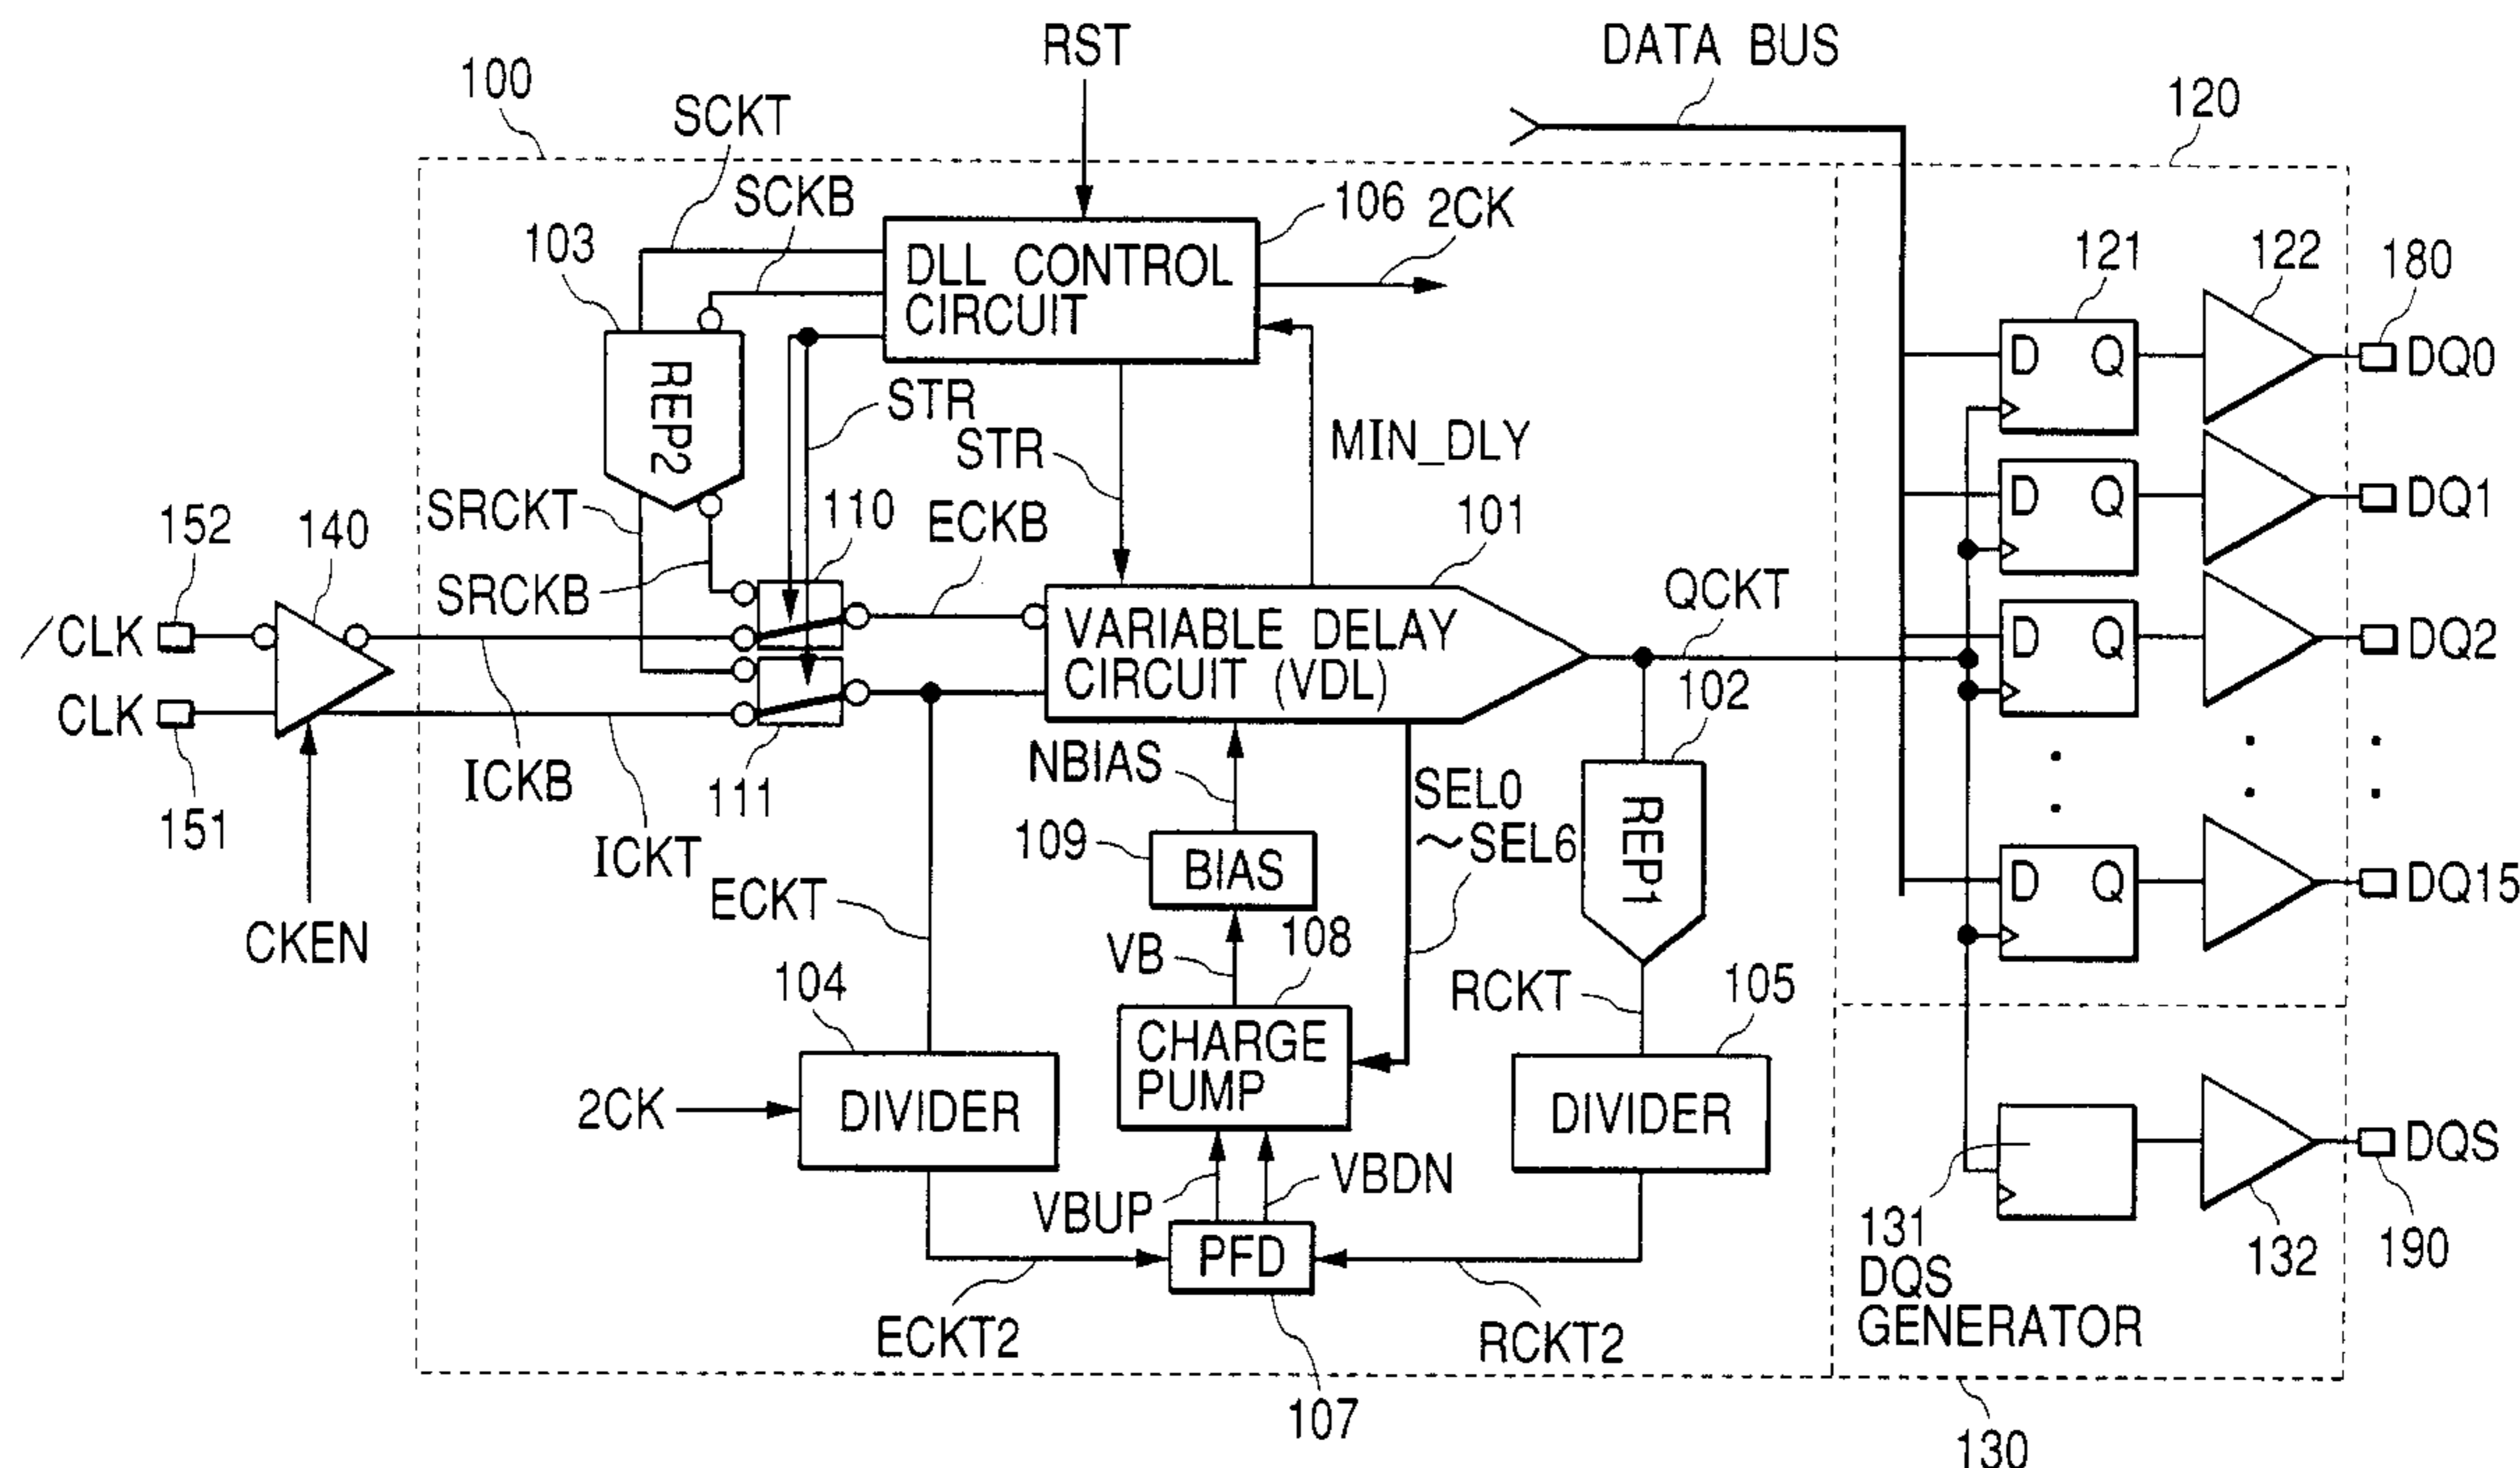 RST
DATA BUS
100
SCKT
120
SCKB
106
2CK
103
DLL CONTROL
CIRCUIT
121
122
180
D Q
DQ0
REP2
STR
STR
MIN_DLY
SRCKT
110
ECKB
101
D Q
DQ1
152
140
SRCKB
QCKT
/CLK
VARIABLE DELAY
CIRCUIT (VDL)
D Q
DQ2
CLK
102
151
ICKB
111
NBIAS
SEL0
~SEL6
REP1
ICKT
109
BIAS
D Q
DQ15
ECKT
CKEN
VB
108
104
RCKT
105
CHARGE
PUMP
2CK
DIVIDER
DIVIDER
DQS
VBUP
VBDN
131
DQS
GENERATOR
132
190
PFD
ECKT2
RCKT2
107
130